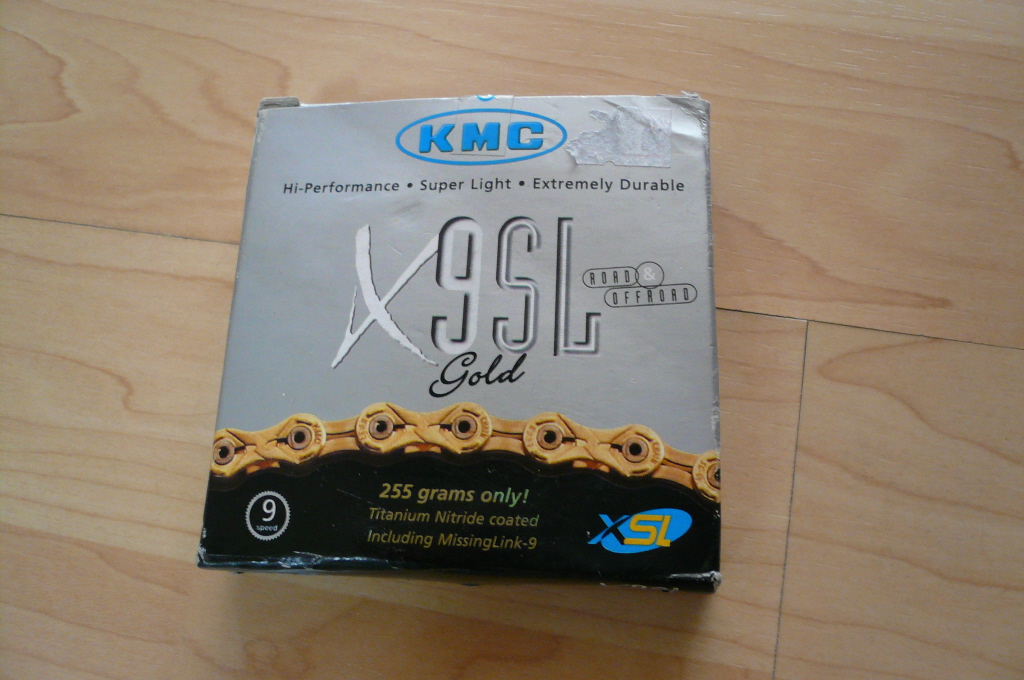 KMC
Hi-Performance • Super Light • Extremely Durable
X9SL
ROAD &
OFFROAD
Gold
255 grams only!
9
speed
Titanium Nitride coated
Including MissingLink-9
XSL